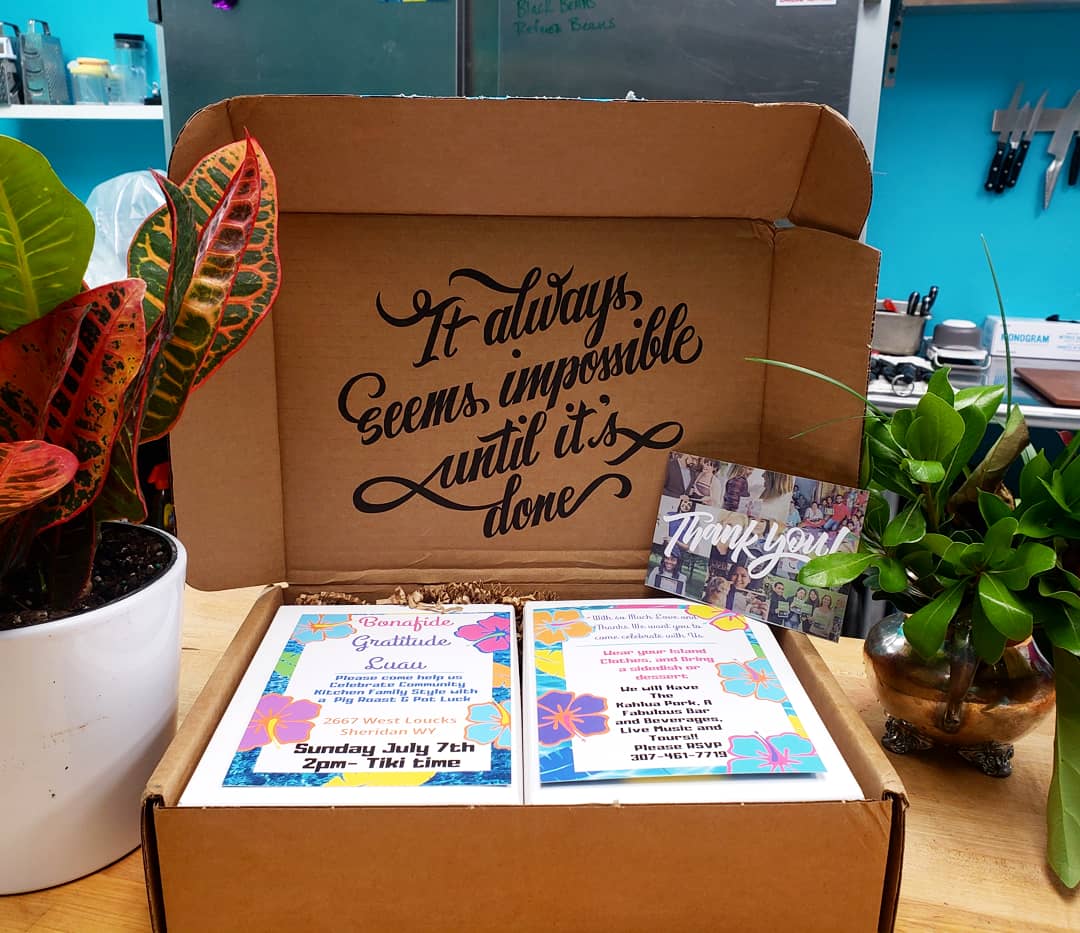 Black Beans
Refried Beans
It always
seems impossible
until it's
done
Thank you!
MONOGRAM
Bonafide
Gratitude
Luau
Please come help us
Celebrate Community
Kitchen Family Style with
a Pig Roast & Pot Luck
2667 West Loucks
Sheridan WY
Sunday July 7th
2pm- Tiki time
With so Much Love and
Thanks We want you to
come celebrate with Us
Wear your Island
Clothes, and Bring
a sidedish or
dessert
We will Have
The
Kahlua Pork, A
Fabulous Bar
and Beverages,
Live Music and
Tours!!
Please RSVP
307-461-7719